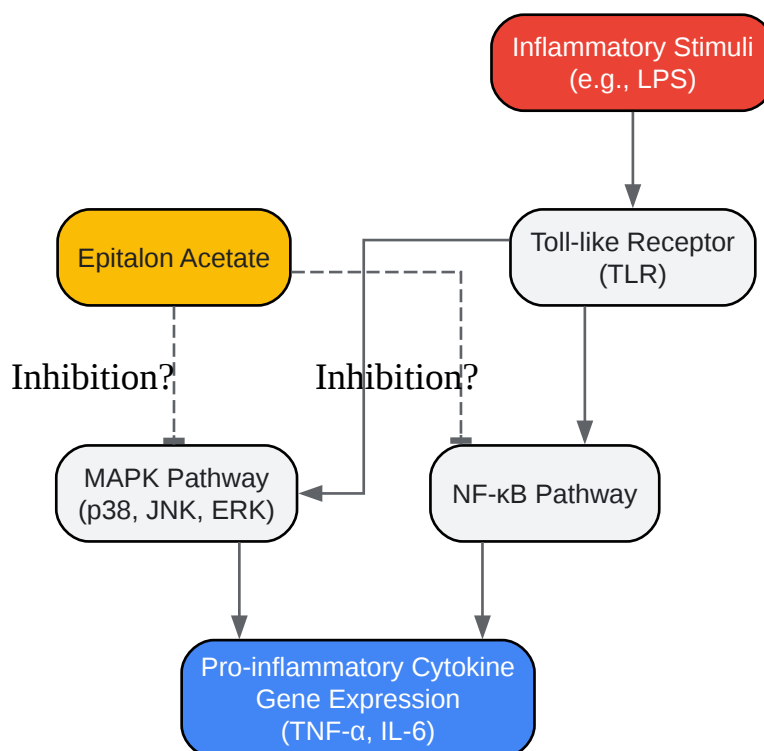 Inflammatory Stimuli
(e.g., LPS)
Epitalon Acetate
Toll-like Receptor
(TLR)
Inhibition?
Inhibition?
MAPK Pathway
(p38, JNK, ERK)
NF-κB Pathway
Pro-inflammatory Cytokine
Gene Expression
(TNF-α, IL-6)